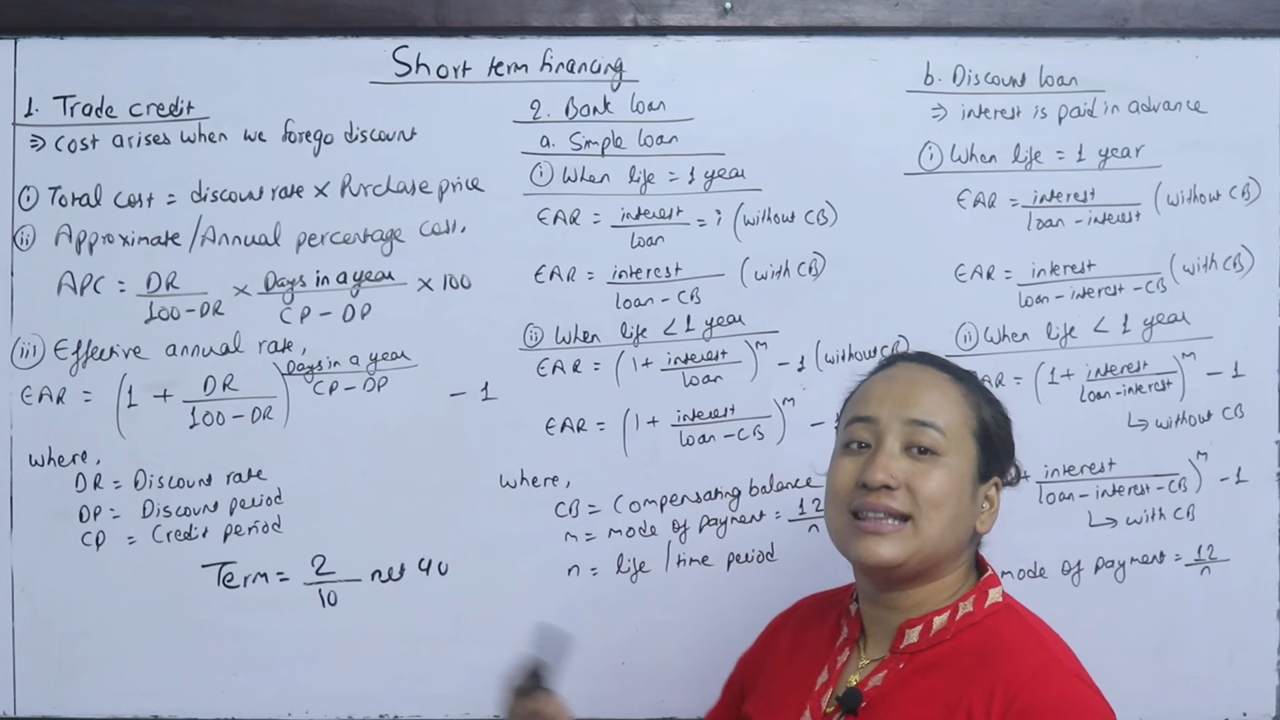 Short term financing
1. Trade credit
⇒ cost arises when we forego discount
(i) Total cost = discount rate × Purchase price
(ii) Approximate/Annual percentage cost,
APC = DR/(100-DR) × Days in a year/(CP-DP) × 100
(iii) Effective annual rate,
EAR = (1 + DR/(100-DR))^(Days in a year/(CP-DP)) - 1
where,
DR = Discount rate
DP = Discount period
CP = Credit period
Term = 2/10 net 40
2. Bank loan
a. Simple loan
(i) When life = 1 year
EAR = interest/loan = i (without CB)
EAR = interest/(loan-CB) (with CB)
(ii) When life < 1 year
EAR = (1 + interest/loan)^m - 1 (without CB)
EAR = (1 + interest/(loan-CB))^m -
where,
CB = Compensating balance
m = mode of payment = 12/n
n = life/time period
b. Discount loan
⇒ interest is paid in advance
(i) When life = 1 year
EAR = interest/(loan-interest) (without CB)
EAR = interest/(loan-interest-CB) (with CB)
(ii) When life < 1 year
AR = (1 + interest/(loan-interest))^m - 1
↳ without CB
interest/(loan-interest-CB))^m - 1
↳ with CB
mode of payment = 12/n